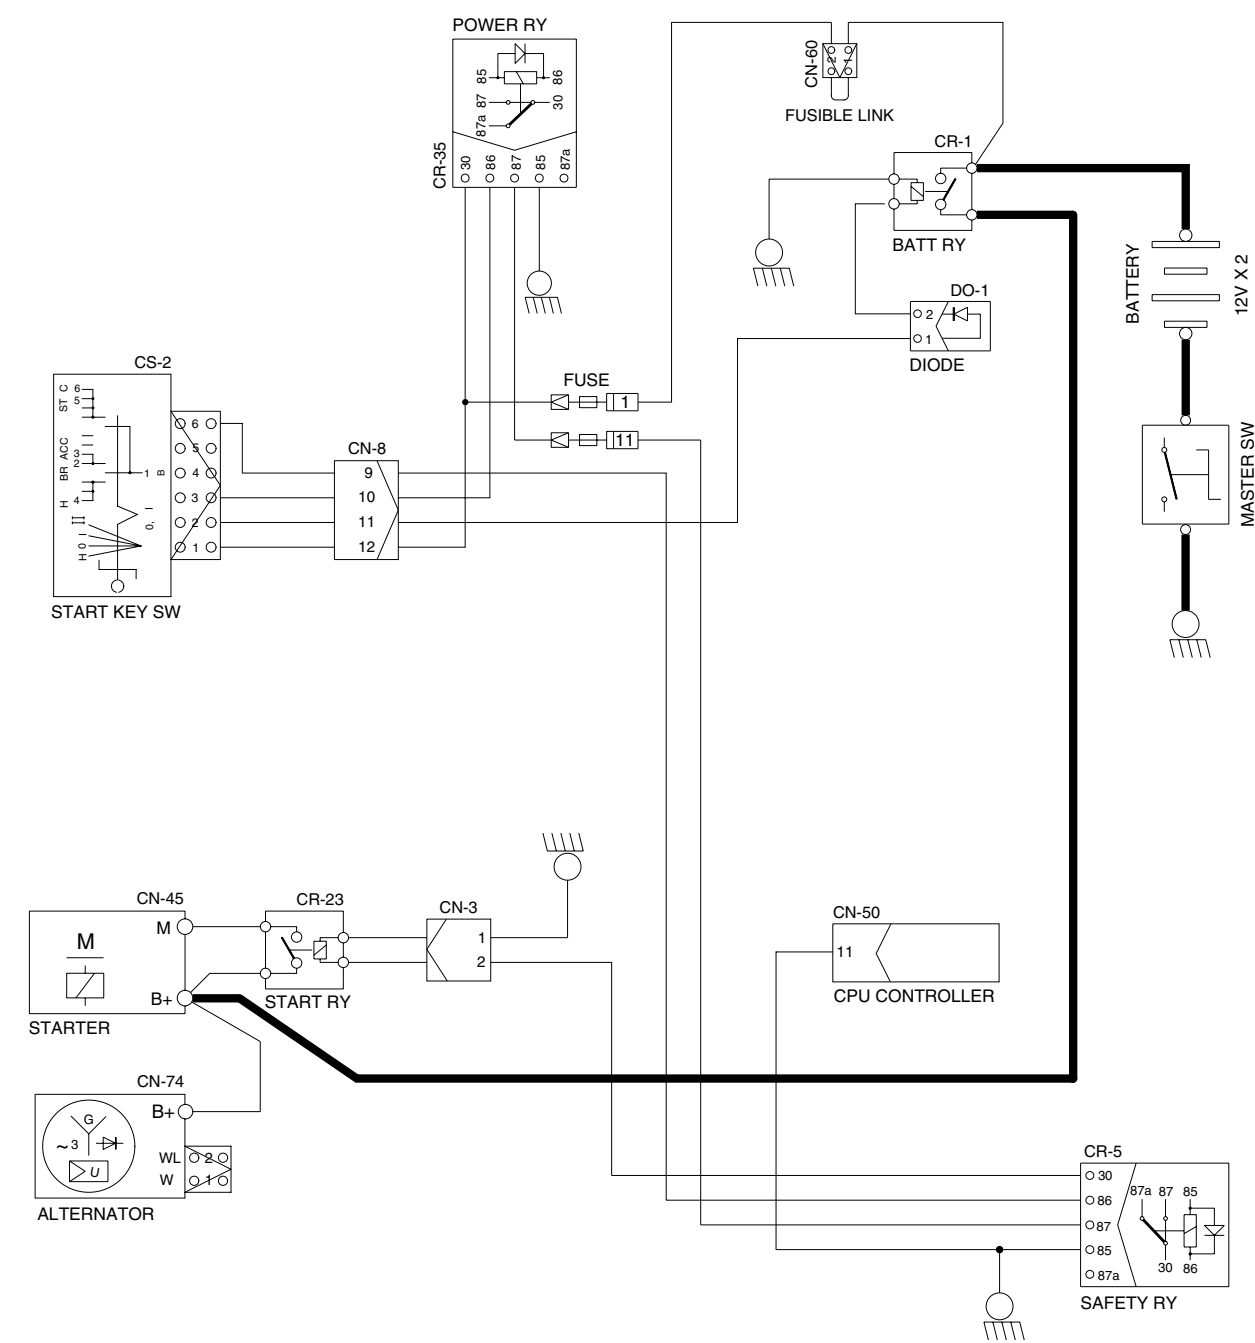 POWER RY
85
86
87
30
87a
CR-35
30
86
87
85
87a
CN-60
2
1
FUSIBLE LINK
CR-1
BATT RY
BATTERY
12V X 2
DO-1
2
1
DIODE
MASTER SW
CS-2
C
ST
6
5
ACC
BR
3
2
H
4
1
B
0, I
II
I
0
H
6
5
4
3
2
1
START KEY SW
CN-8
9
10
11
12
FUSE
1
11
CN-45
M
M
B+
STARTER
CR-23
START RY
CN-3
1
2
CN-50
11
CPU CONTROLLER
CN-74
B+
G
~3
U
WL
2
W
1
ALTERNATOR
CR-5
30
86
87
85
87a
87a 87 85
30 86
SAFETY RY